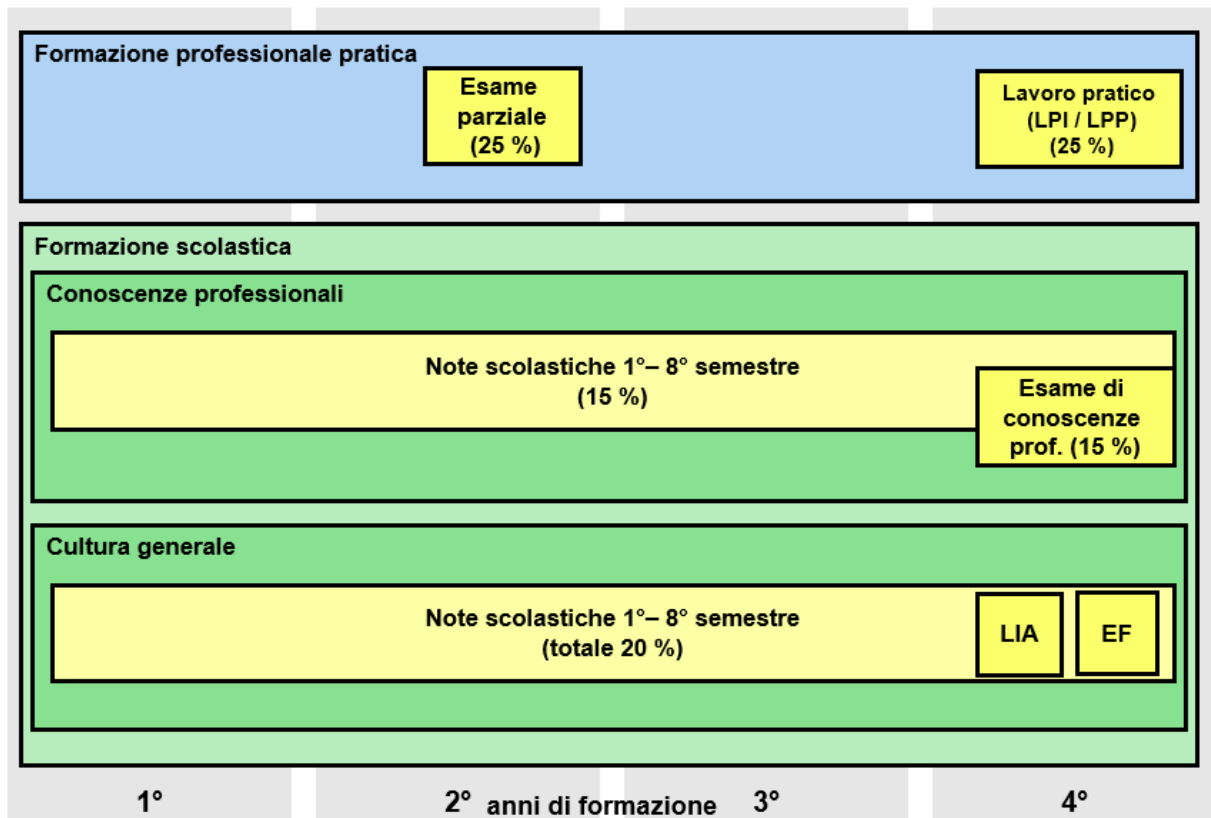 Formazione professionale pratica
Esame
parziale
(25 %)
Lavoro pratico
(LPI / LPP)
(25 %)
Formazione scolastica
Conoscenze professionali
Note scolastiche 1°– 8° semestre
(15 %)
Esame di
conoscenze
prof. (15 %)
Cultura generale
Note scolastiche 1°– 8° semestre
(totale 20 %)
LIA
EF
1°
2° anni di formazione 3°
4°